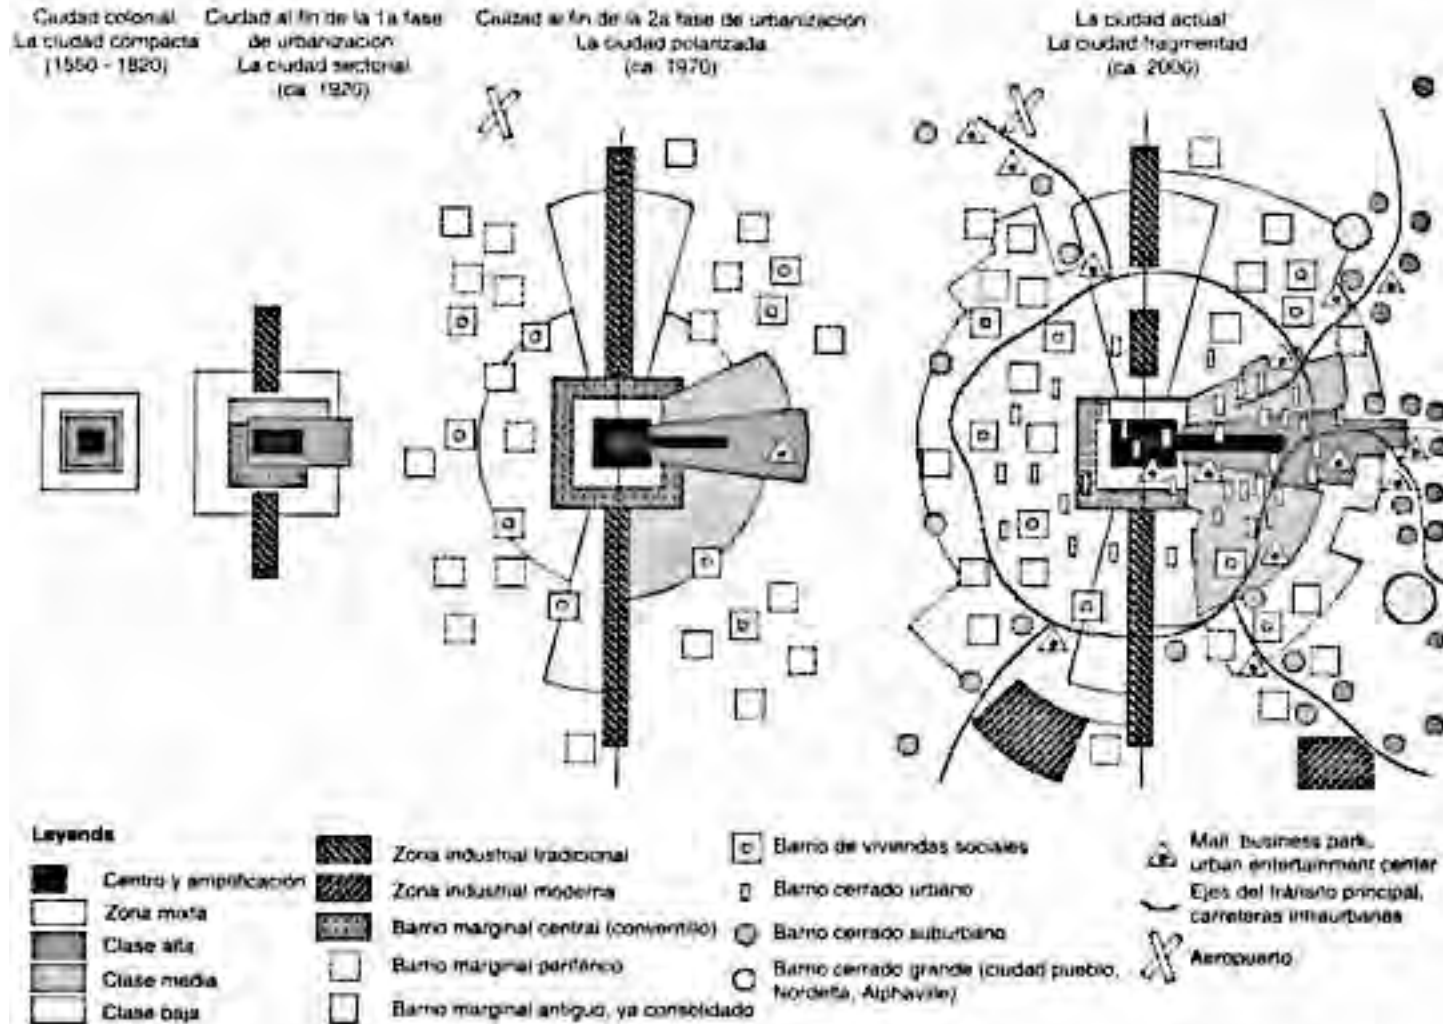 Ciudad colonial
La ciudad compacta
(1550 - 1820)
Ciudad al fin de la 1a fase
de urbanización
La ciudad sectorial
(ca. 1920)
Ciudad al fin de la 2a fase de urbanización
La ciudad polarizada
(ca. 1970)
La ciudad actual
La ciudad fragmentad
(ca. 2000)
Leyenda
Centro y amplificación
Zona mixta
Clase alta
Clase media
Clase baja
Zona industrial tradicional
Zona industrial moderna
Barrio marginal central (conventillo)
Barrio marginal periférico
Barrio marginal antiguo, ya consolidado
Barrio de viviendas sociales
Barrio cerrado urbano
Barrio cerrado suburbano
Barrio cerrado grande (ciudad pueblo,
Nordelta, Alphaville)
Mall, business park,
urban entertainment center
Ejes del tránsito principal,
carreteras intraurbanas
Aeropuerto